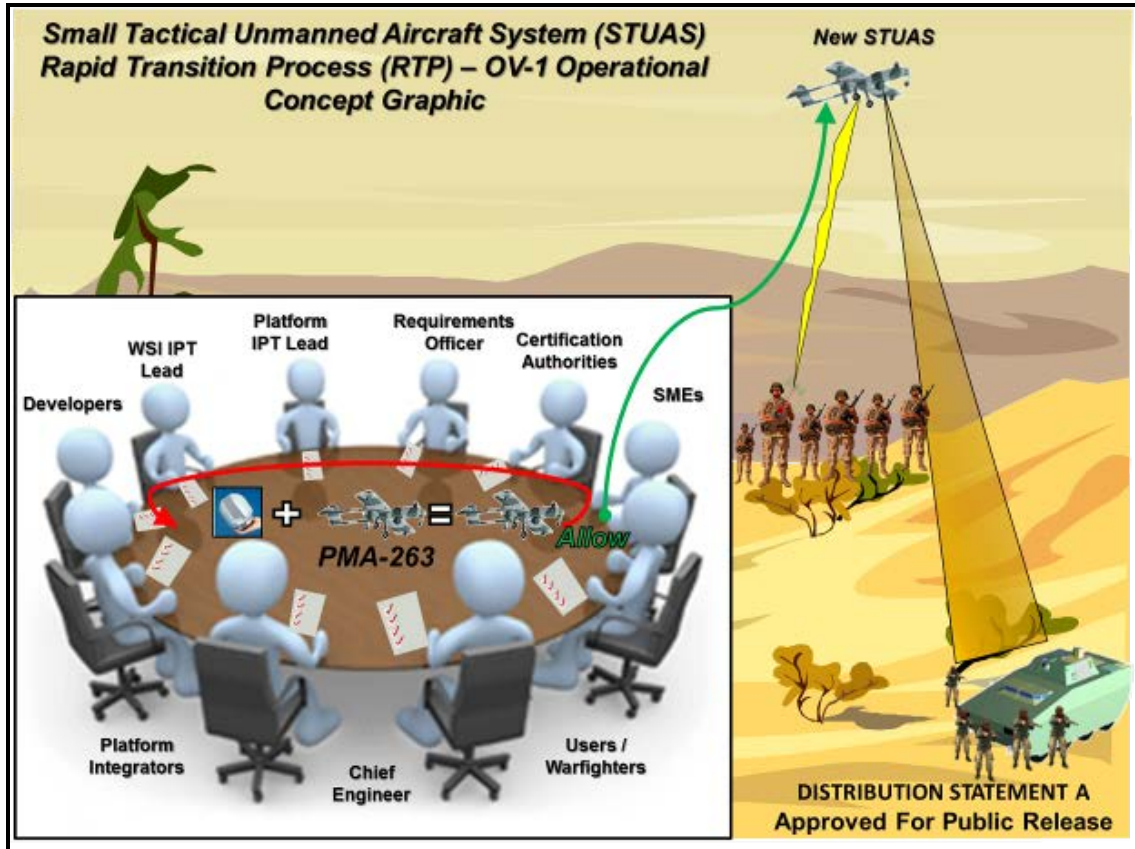 Small Tactical Unmanned Aircraft System (STUAS)
Rapid Transition Process (RTP) – OV-1 Operational
Concept Graphic
New STUAS
Platform
IPT Lead
Requirements
Officer
WSI IPT
Lead
Certification
Authorities
Developers
SMEs
+
=
Allow
PMA-263
Platform
Integrators
Chief
Engineer
Users /
Warfighters
DISTRIBUTION STATEMENT A
Approved For Public Release